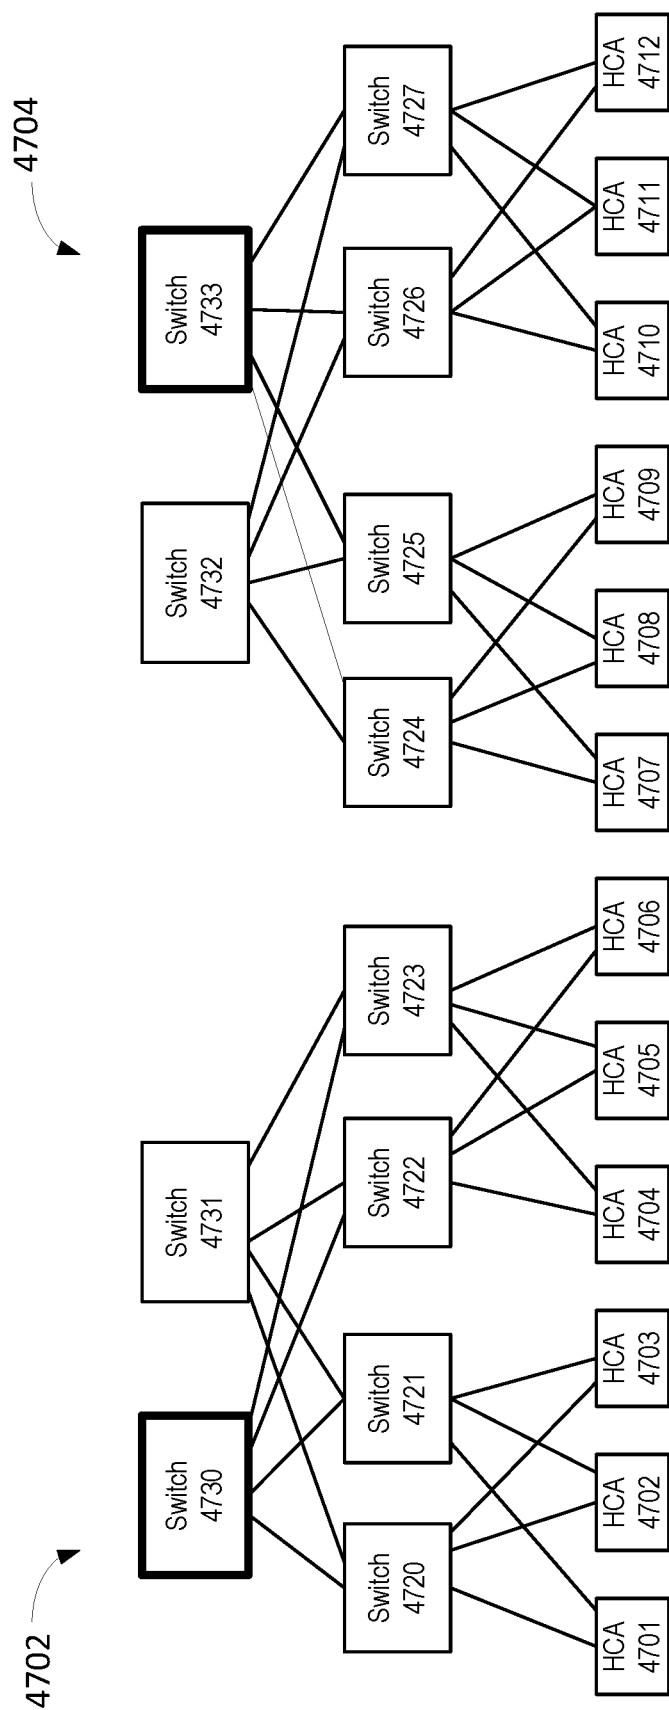 4702
4704
Switch
4730
Switch
4731
Switch
4732
Switch
4733
Switch
4720
Switch
4721
Switch
4722
Switch
4723
Switch
4724
Switch
4725
Switch
4726
Switch
4727
HCA
4701
HCA
4702
HCA
4703
HCA
4704
HCA
4705
HCA
4706
HCA
4707
HCA
4708
HCA
4709
HCA
4710
HCA
4711
HCA
4712